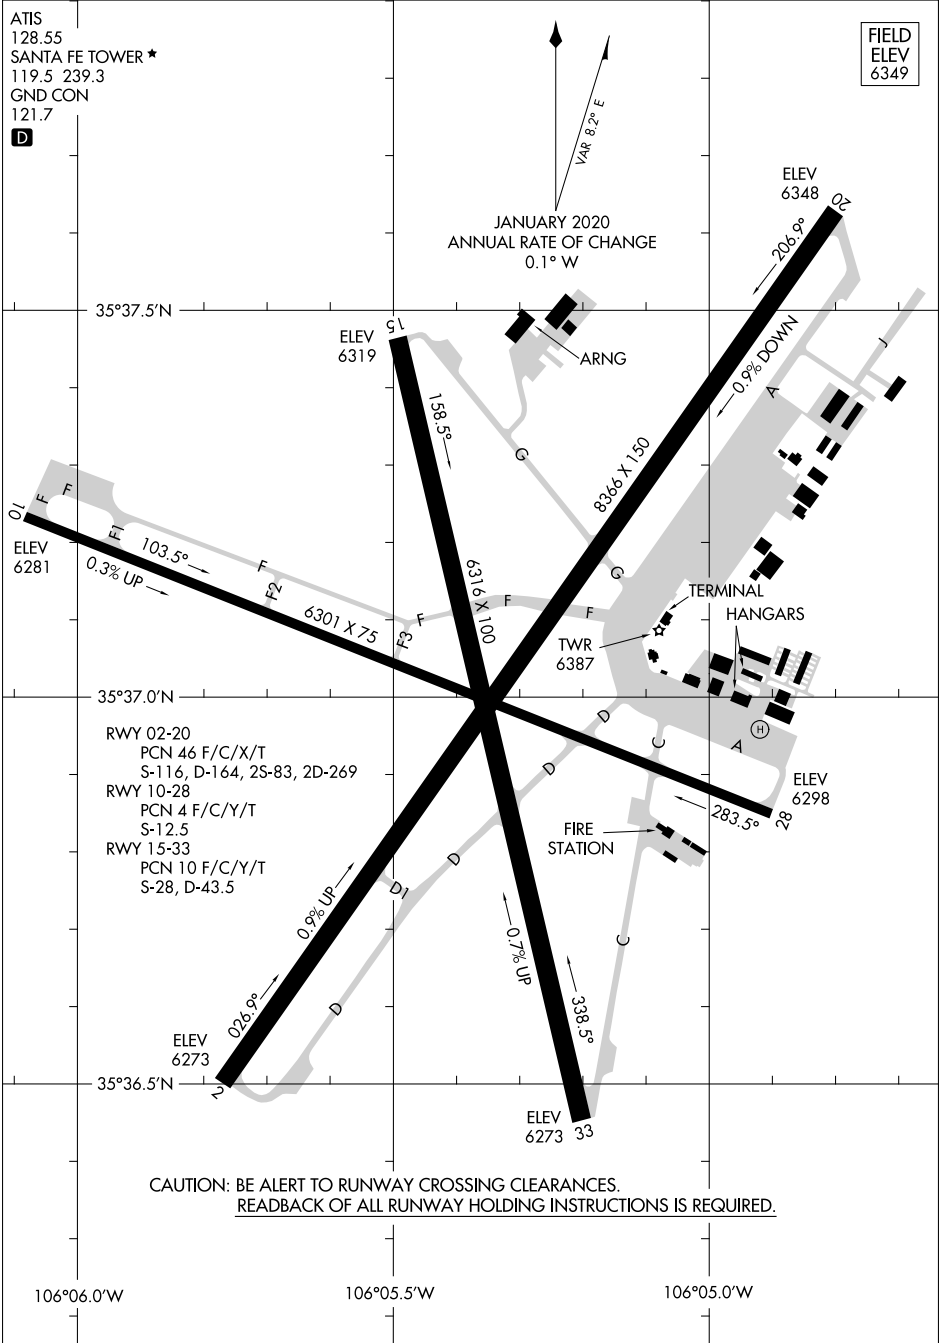 ATIS
128.55
SANTA FE TOWER ★
119.5 239.3
GND CON
121.7
D
FIELD
ELEV
6349
VAR 8.2° E
JANUARY 2020
ANNUAL RATE OF CHANGE
0.1° W
ELEV
6348
20
206.9°
35°37.5'N
ELEV
6319
15
ARNG
0.9% DOWN
J
A
158.5°
G
8366 X 150
F
F
10
ELEV
6281
F1
103.5°
0.3% UP
F
F2
6301 X 75
F3
F
6316 X 100
F
F
G
TERMINAL
HANGARS
TWR
6387
35°37.0'N
D
C
A
H
D
RWY 02-20
PCN 46 F/C/X/T
S-116, D-164, 2S-83, 2D-269
RWY 10-28
PCN 4 F/C/Y/T
S-12.5
RWY 15-33
PCN 10 F/C/Y/T
S-28, D-43.5
ELEV
6298
28
283.5°
FIRE
STATION
D
D1
0.9% UP
0.7% UP
C
026.9°
D
338.5°
ELEV
6273
2
35°36.5'N
ELEV
6273
33
CAUTION: BE ALERT TO RUNWAY CROSSING CLEARANCES.
READBACK OF ALL RUNWAY HOLDING INSTRUCTIONS IS REQUIRED.
106°06.0'W
106°05.5'W
106°05.0'W